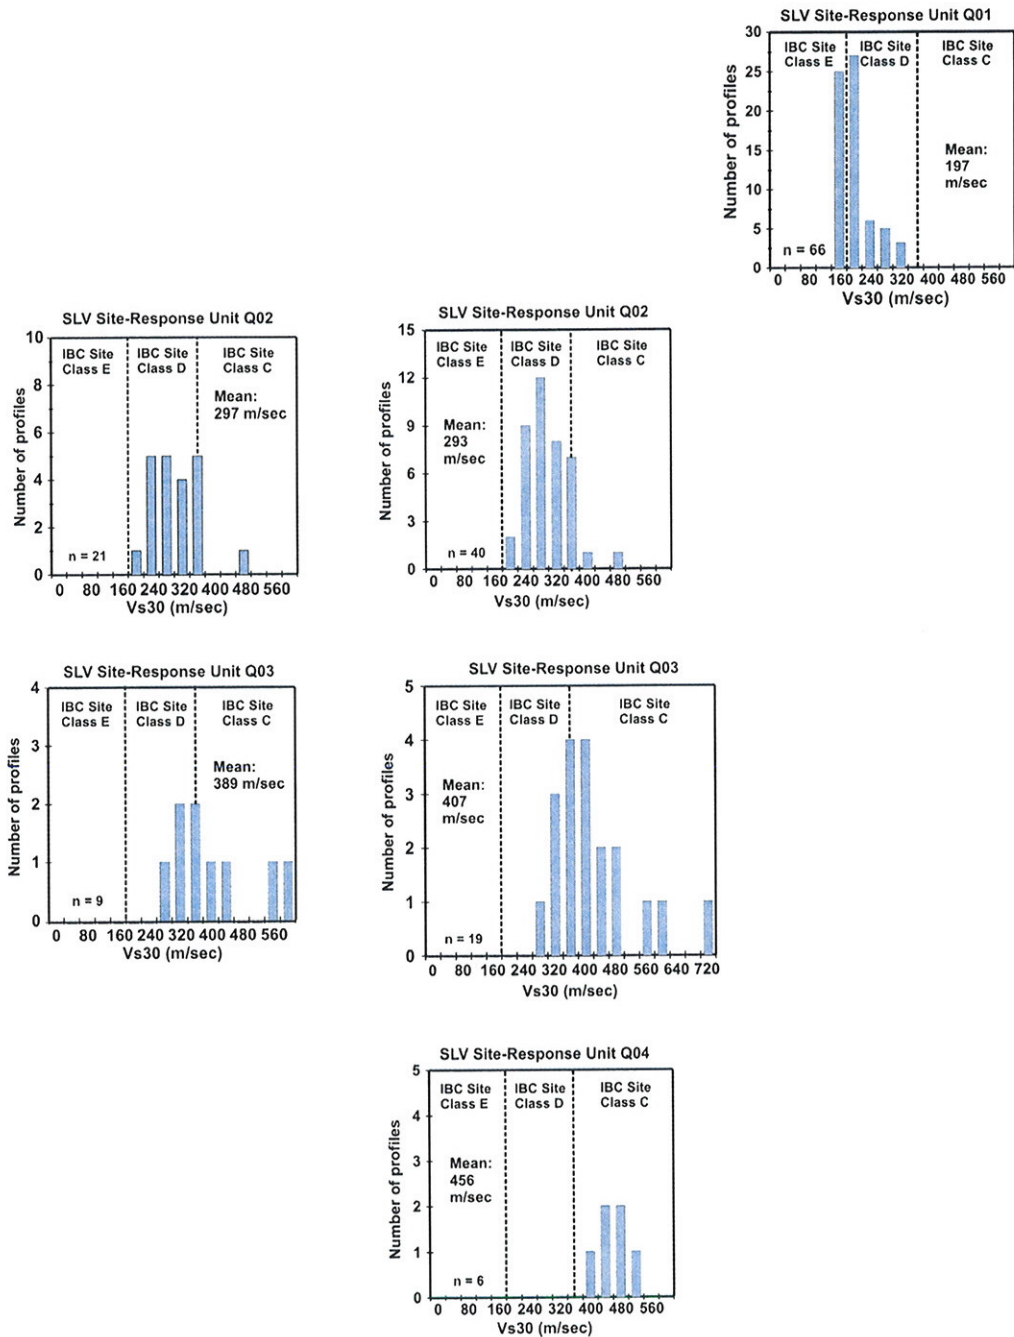 SLV Site-Response Unit Q01
30
25
20
15
10
5
0
Number of profiles
IBC Site Class E
IBC Site Class D
IBC Site Class C
Mean:
197
m/sec
n = 66
0 80 160 240 320 400 480 560
Vs30 (m/sec)
SLV Site-Response Unit Q02
10
8
6
4
2
0
Number of profiles
IBC Site Class E
IBC Site Class D
IBC Site Class C
Mean:
297 m/sec
n = 21
0 80 160 240 320 400 480 560
Vs30 (m/sec)
SLV Site-Response Unit Q02
15
12
9
6
3
0
Number of profiles
IBC Site Class E
IBC Site Class D
IBC Site Class C
Mean:
293
m/sec
n = 40
0 80 160 240 320 400 480 560
Vs30 (m/sec)
SLV Site-Response Unit Q03
4
3
2
1
0
Number of profiles
IBC Site Class E
IBC Site Class D
IBC Site Class C
Mean:
389 m/sec
n = 9
0 80 160 240 320 400 480 560
Vs30 (m/sec)
SLV Site-Response Unit Q03
5
4
3
2
1
0
Number of profiles
IBC Site Class E
IBC Site Class D
IBC Site Class C
Mean:
407
m/sec
n = 19
0 80 160 240 320 400 480 560 640 720
Vs30 (m/sec)
SLV Site-Response Unit Q04
5
4
3
2
1
0
Number of profiles
IBC Site Class E
IBC Site Class D
IBC Site Class C
Mean:
456
m/sec
n = 6
0 80 160 240 320 400 480 560
Vs30 (m/sec)